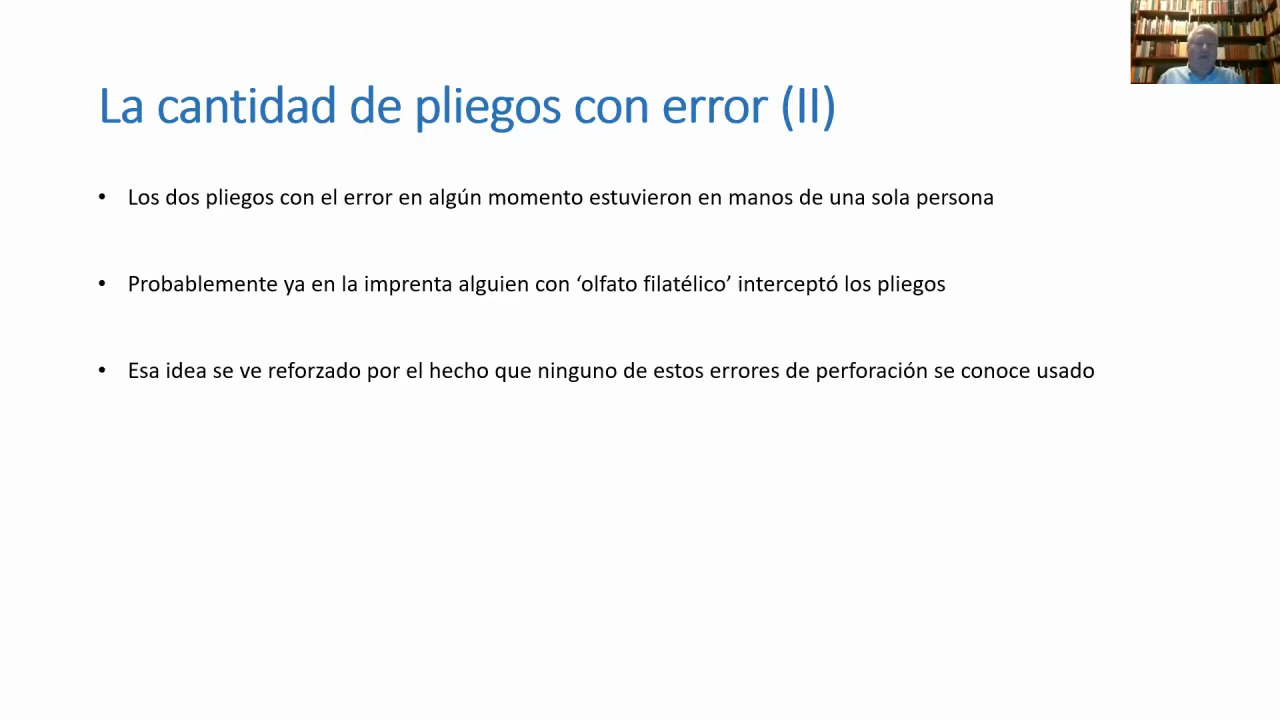 La cantidad de pliegos con error (II)
• Los dos pliegos con el error en algún momento estuvieron en manos de una sola persona
• Probablemente ya en la imprenta alguien con ‘olfato filatélico’ interceptó los pliegos
• Esa idea se ve reforzado por el hecho que ninguno de estos errores de perforación se conoce usado